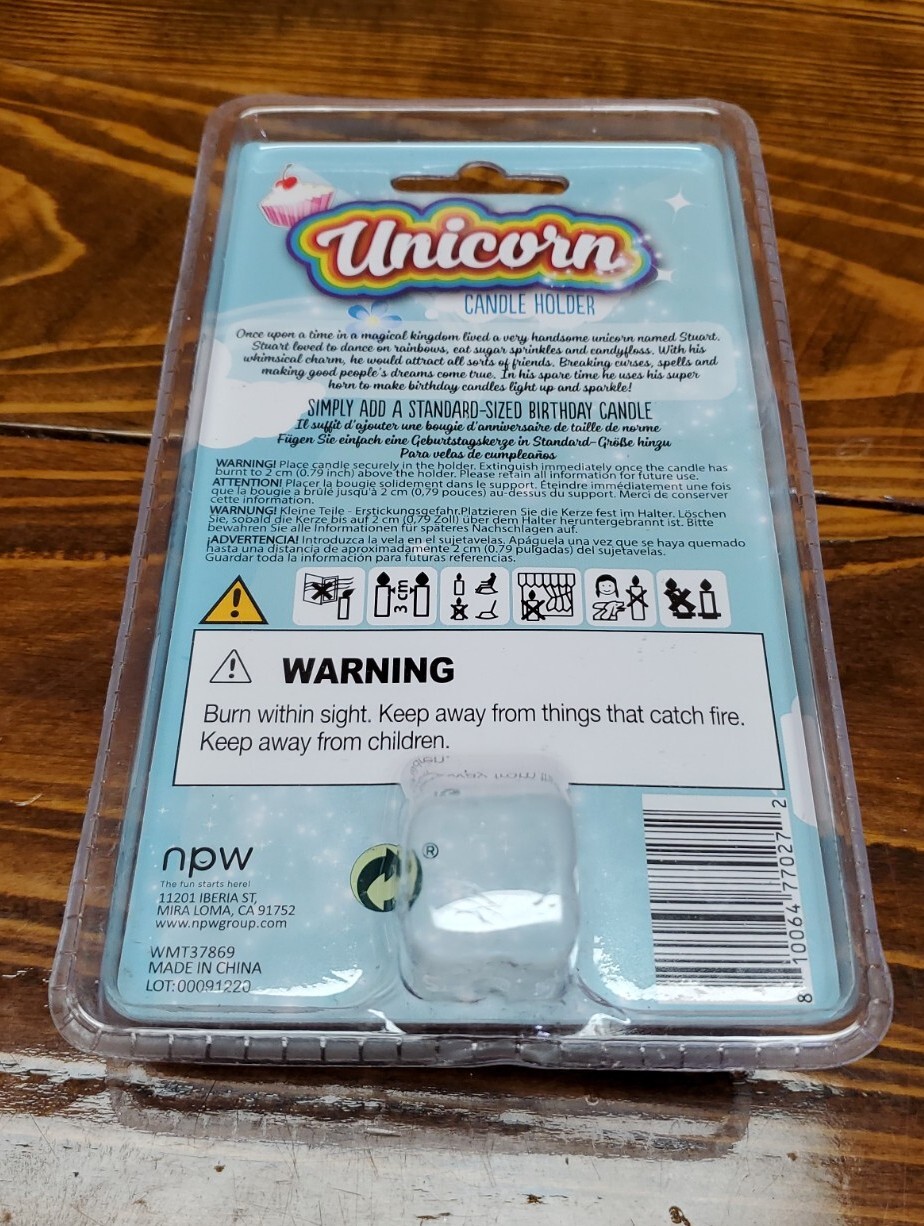 Unicorn
CANDLE HOLDER
Once upon a time in a magical kingdom lived a very handsome unicorn named Stuart.
Stuart loved to dance on rainbows, eat sugar sprinkles and candyfloss. With his
whimsical charm, he would attract all sorts of friends. Breaking curses, spells and
making good people's dreams come true. In his spare time he uses his super
horn to make birthday candles light up and sparkle!
SIMPLY ADD A STANDARD-SIZED BIRTHDAY CANDLE
Il suffit d'ajouter une bougie d'anniversaire de taille de norme
Fügen Sie einfach eine Geburtstagskerze in Standard-Größe hinzu
Para velas de cumpleaños
WARNING! Place candle securely in the holder. Extinguish immediately once the candle has
burnt to 2 cm (0.79 inch) above the holder. Please retain all information for future use.
ATTENTION! Placer la bougie solidement dans le support. Éteindre immédiatement une fois
que la bougie a brûlé jusqu'à 2 cm (0,79 pouces) au-dessus du support. Merci de conserver
cette information.
WARNUNG! Kleine Teile - Erstickungsgefahr.Platzieren Sie die Kerze fest im Halter. Löschen
Sie, sobald die Kerze bis auf 2 cm (0,79 Zoll) über dem Halter heruntergebrannt ist. Bitte
bewahren Sie alle Informationen für späteres Nachschlagen auf.
¡ADVERTENCIA! Introduzca la vela en el sujetavelas. Apáguela una vez que se haya quemado
hasta una distancia de aproximadamente 2 cm (0.79 pulgadas) del sujetavelas.
Guardar toda la información para futuras referencias.
3 cm
WARNING
Burn within sight. Keep away from things that catch fire.
Keep away from children.
npw
The fun starts here!
11201 IBERIA ST,
MIRA LOMA, CA 91752
www.npwgroup.com
WMT37869
MADE IN CHINA
LOT:00091220
®
8 10064 77027 2